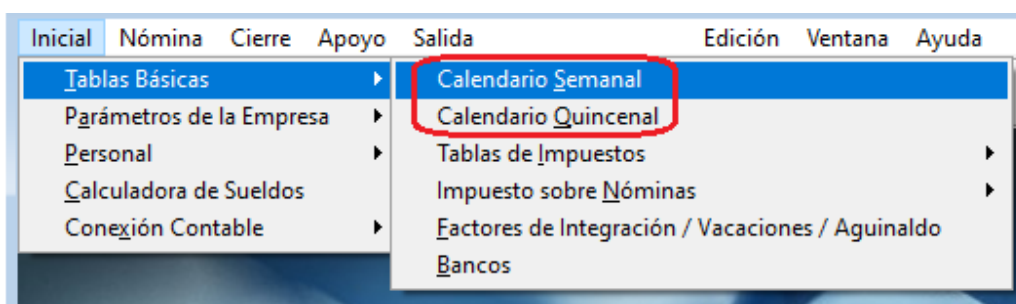 Inicial Nómina Cierre Apoyo Salida Edición Ventana Ayuda
Tablas Básicas
Parámetros de la Empresa
Personal
Calculadora de Sueldos
Conexión Contable
Calendario Semanal
Calendario Quincenal
Tablas de Impuestos
Impuesto sobre Nóminas
Factores de Integración / Vacaciones / Aguinaldo
Bancos